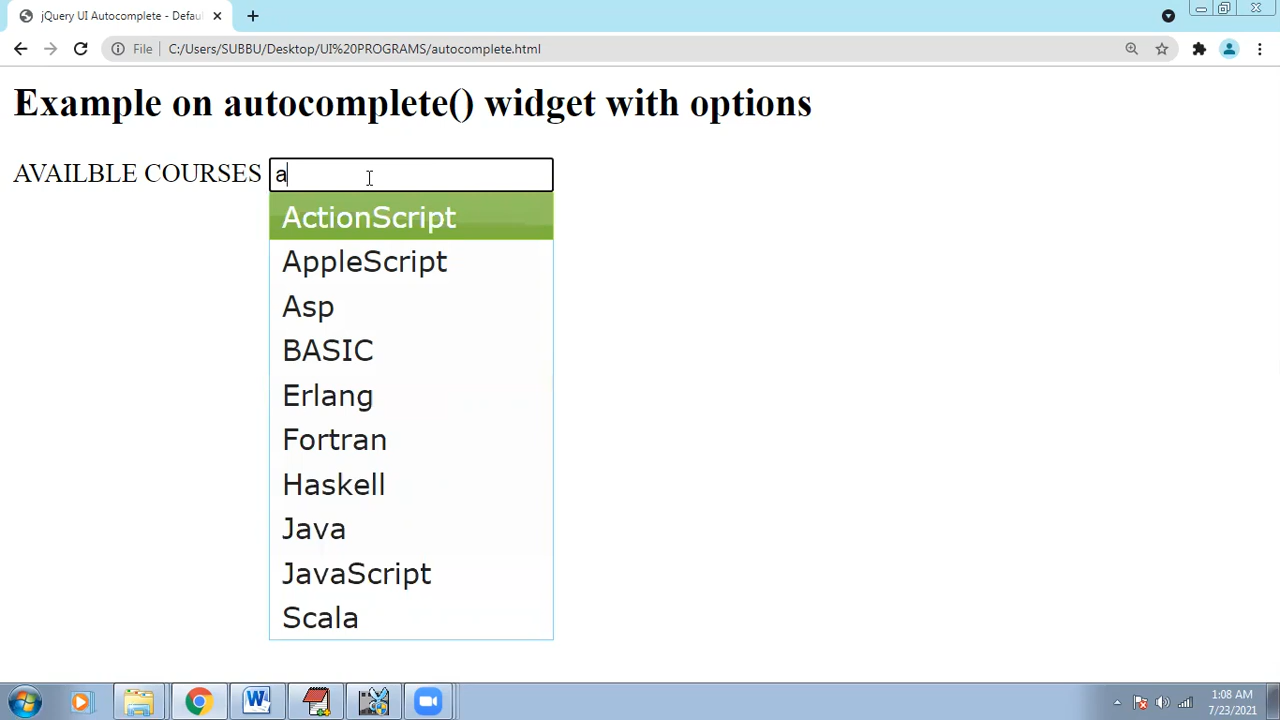 jQuery UI Autocomplete - Defau
File C:/Users/SUBBU/Desktop/UI%20PROGRAMS/autocomplete.html
Example on autocomplete() widget with options
AVAILBLE COURSES a
ActionScript
AppleScript
Asp
BASIC
Erlang
Fortran
Haskell
Java
JavaScript
Scala
1:08 AM
7/23/2021